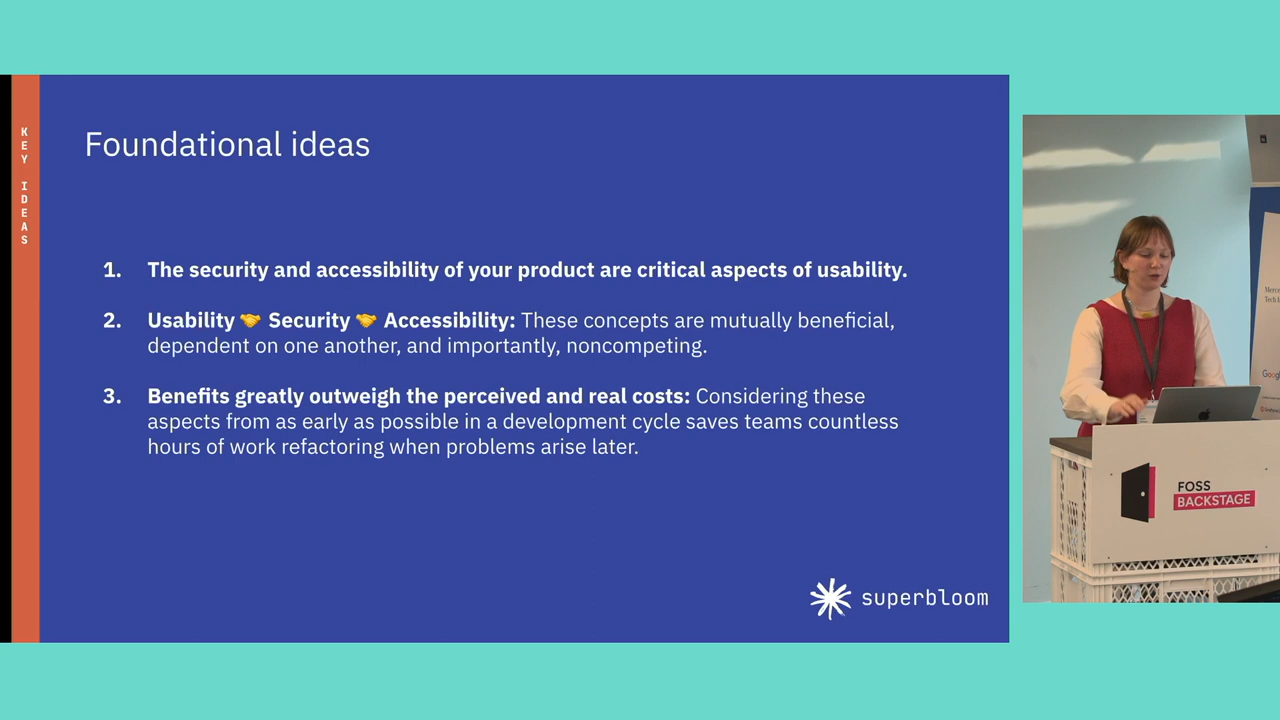 KEY IDEAS
Foundational ideas
1. The security and accessibility of your product are critical aspects of usability.
2. Usability 🤝 Security 🤝 Accessibility: These concepts are mutually beneficial,
dependent on one another, and importantly, noncompeting.
3. Benefits greatly outweigh the perceived and real costs: Considering these
aspects from as early as possible in a development cycle saves teams countless
hours of work refactoring when problems arise later.
superbloom
FOSS
BACKSTAGE